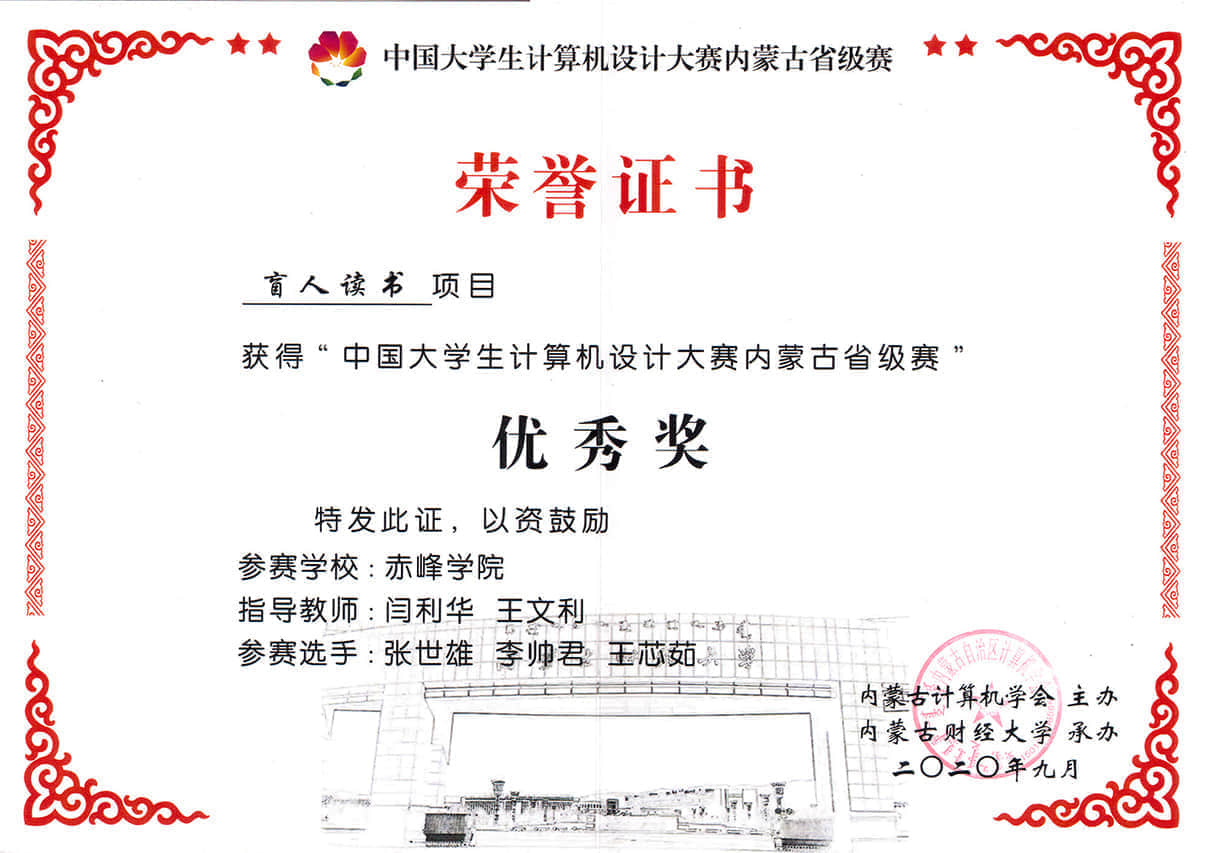 中国大学生计算机设计大赛内蒙古省级赛
荣誉证书
盲人读书 项目
获得“中国大学生计算机设计大赛内蒙古省级赛”
优秀奖
特发此证，以资鼓励
参赛学校：赤峰学院
指导教师：闫利华 王文利
参赛选手：张世雄 李帅君 王芯茹
内蒙古计算机学会 主办
内蒙古财经大学 承办
二〇二〇年九月